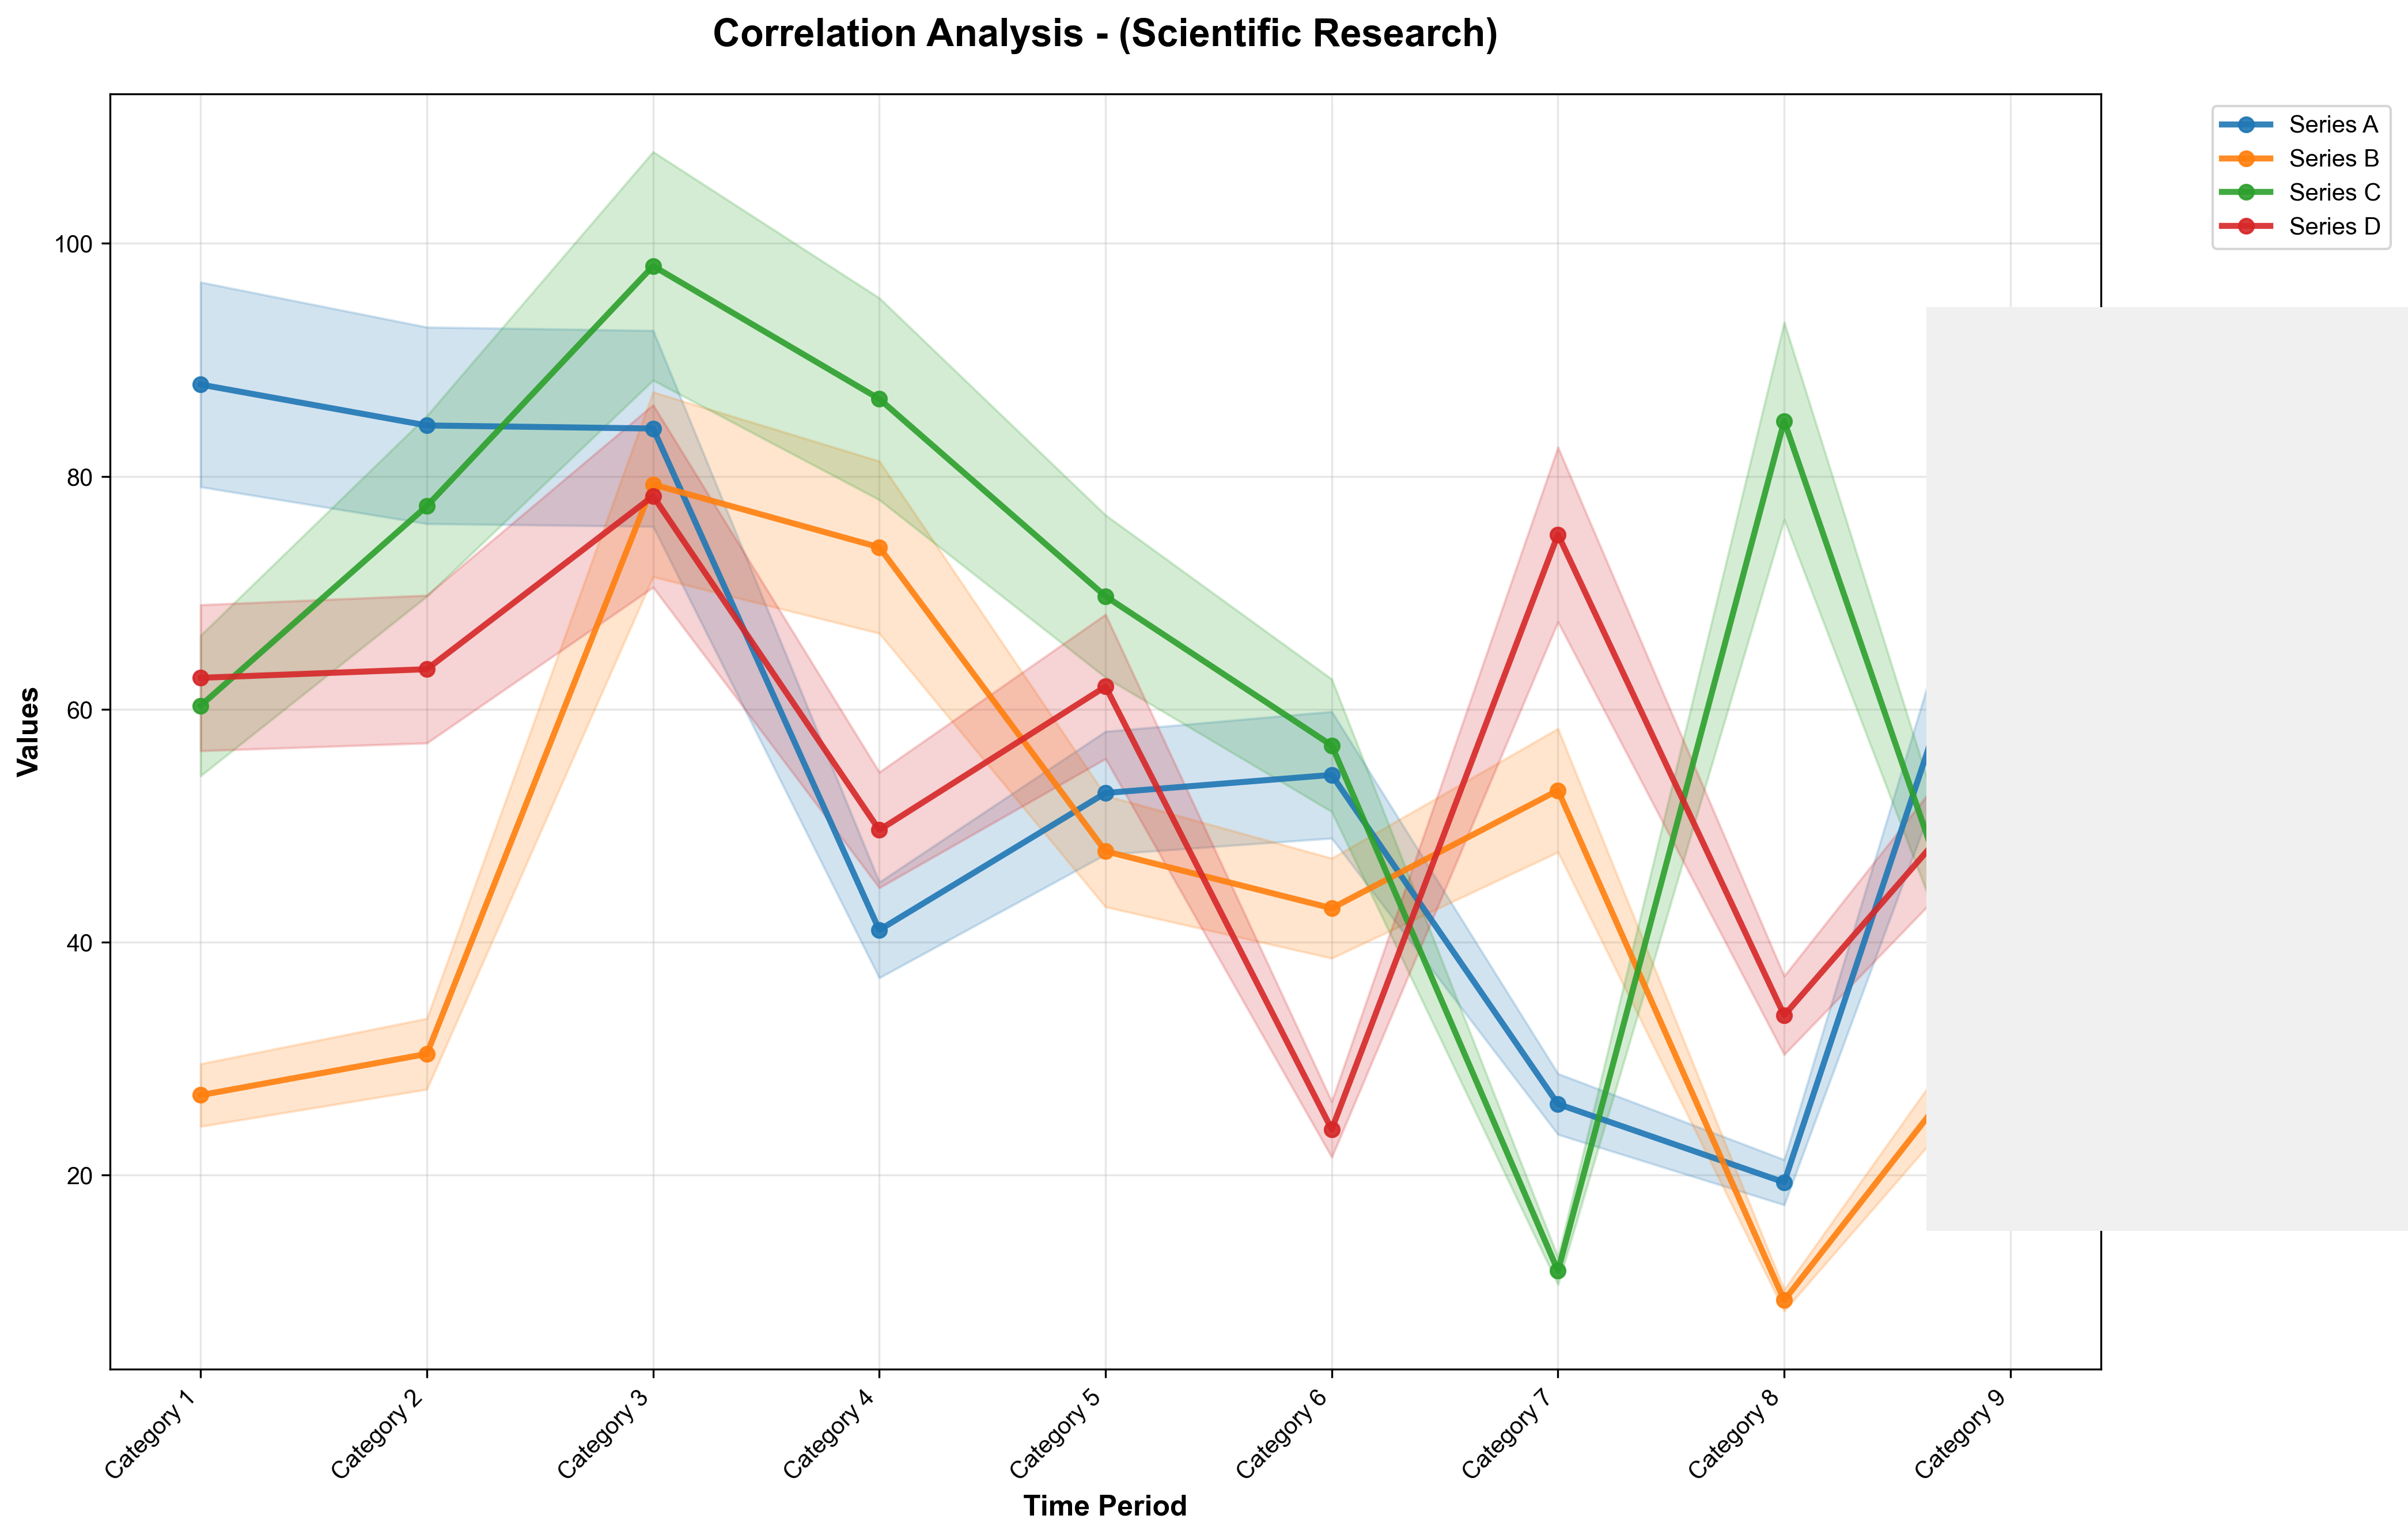 Correlation Analysis - (Scientific Research)
Series A
Series B
Series C
Series D
Values
100
80
60
40
20
Category 1
Category 2
Category 3
Category 4
Category 5
Category 6
Category 7
Category 8
Category 9
Time Period